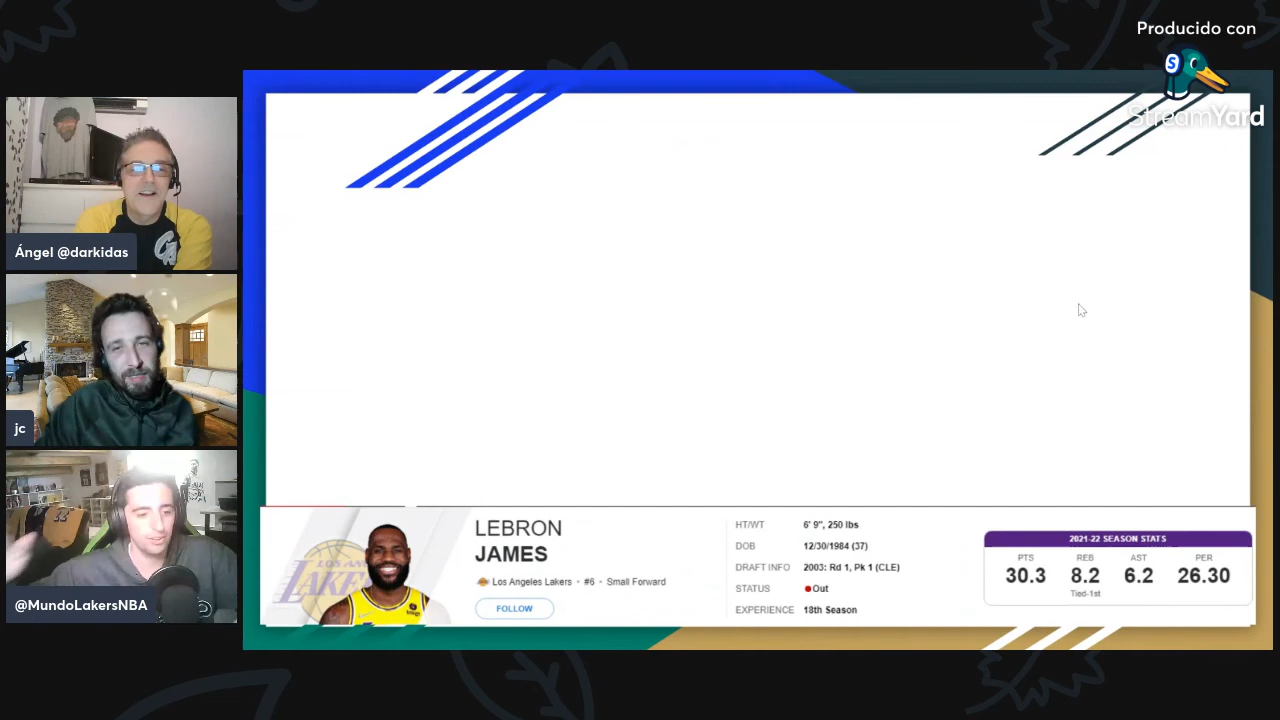 Producido con
StreamYard
Ángel @darkidas
jc
@MundoLakersNBA
LEBRON
JAMES
Los Angeles Lakers • #6 • Small Forward
FOLLOW
HT/WT 6' 9", 250 lbs
DOB 12/30/1984 (37)
DRAFT INFO 2003: Rd 1, Pk 1 (CLE)
STATUS Out
EXPERIENCE 18th Season
2021-22 SEASON STATS
PTS REB AST PER
30.3 8.2 6.2 26.30
Tied-1st